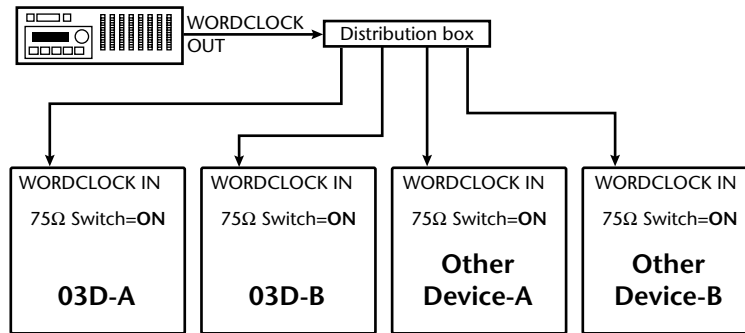 WORDCLOCK
OUT
Distribution box
WORDCLOCK IN
75Ω Switch=ON
03D-A
WORDCLOCK IN
75Ω Switch=ON
03D-B
WORDCLOCK IN
75Ω Switch=ON
Other
Device-A
WORDCLOCK IN
75Ω Switch=ON
Other
Device-B